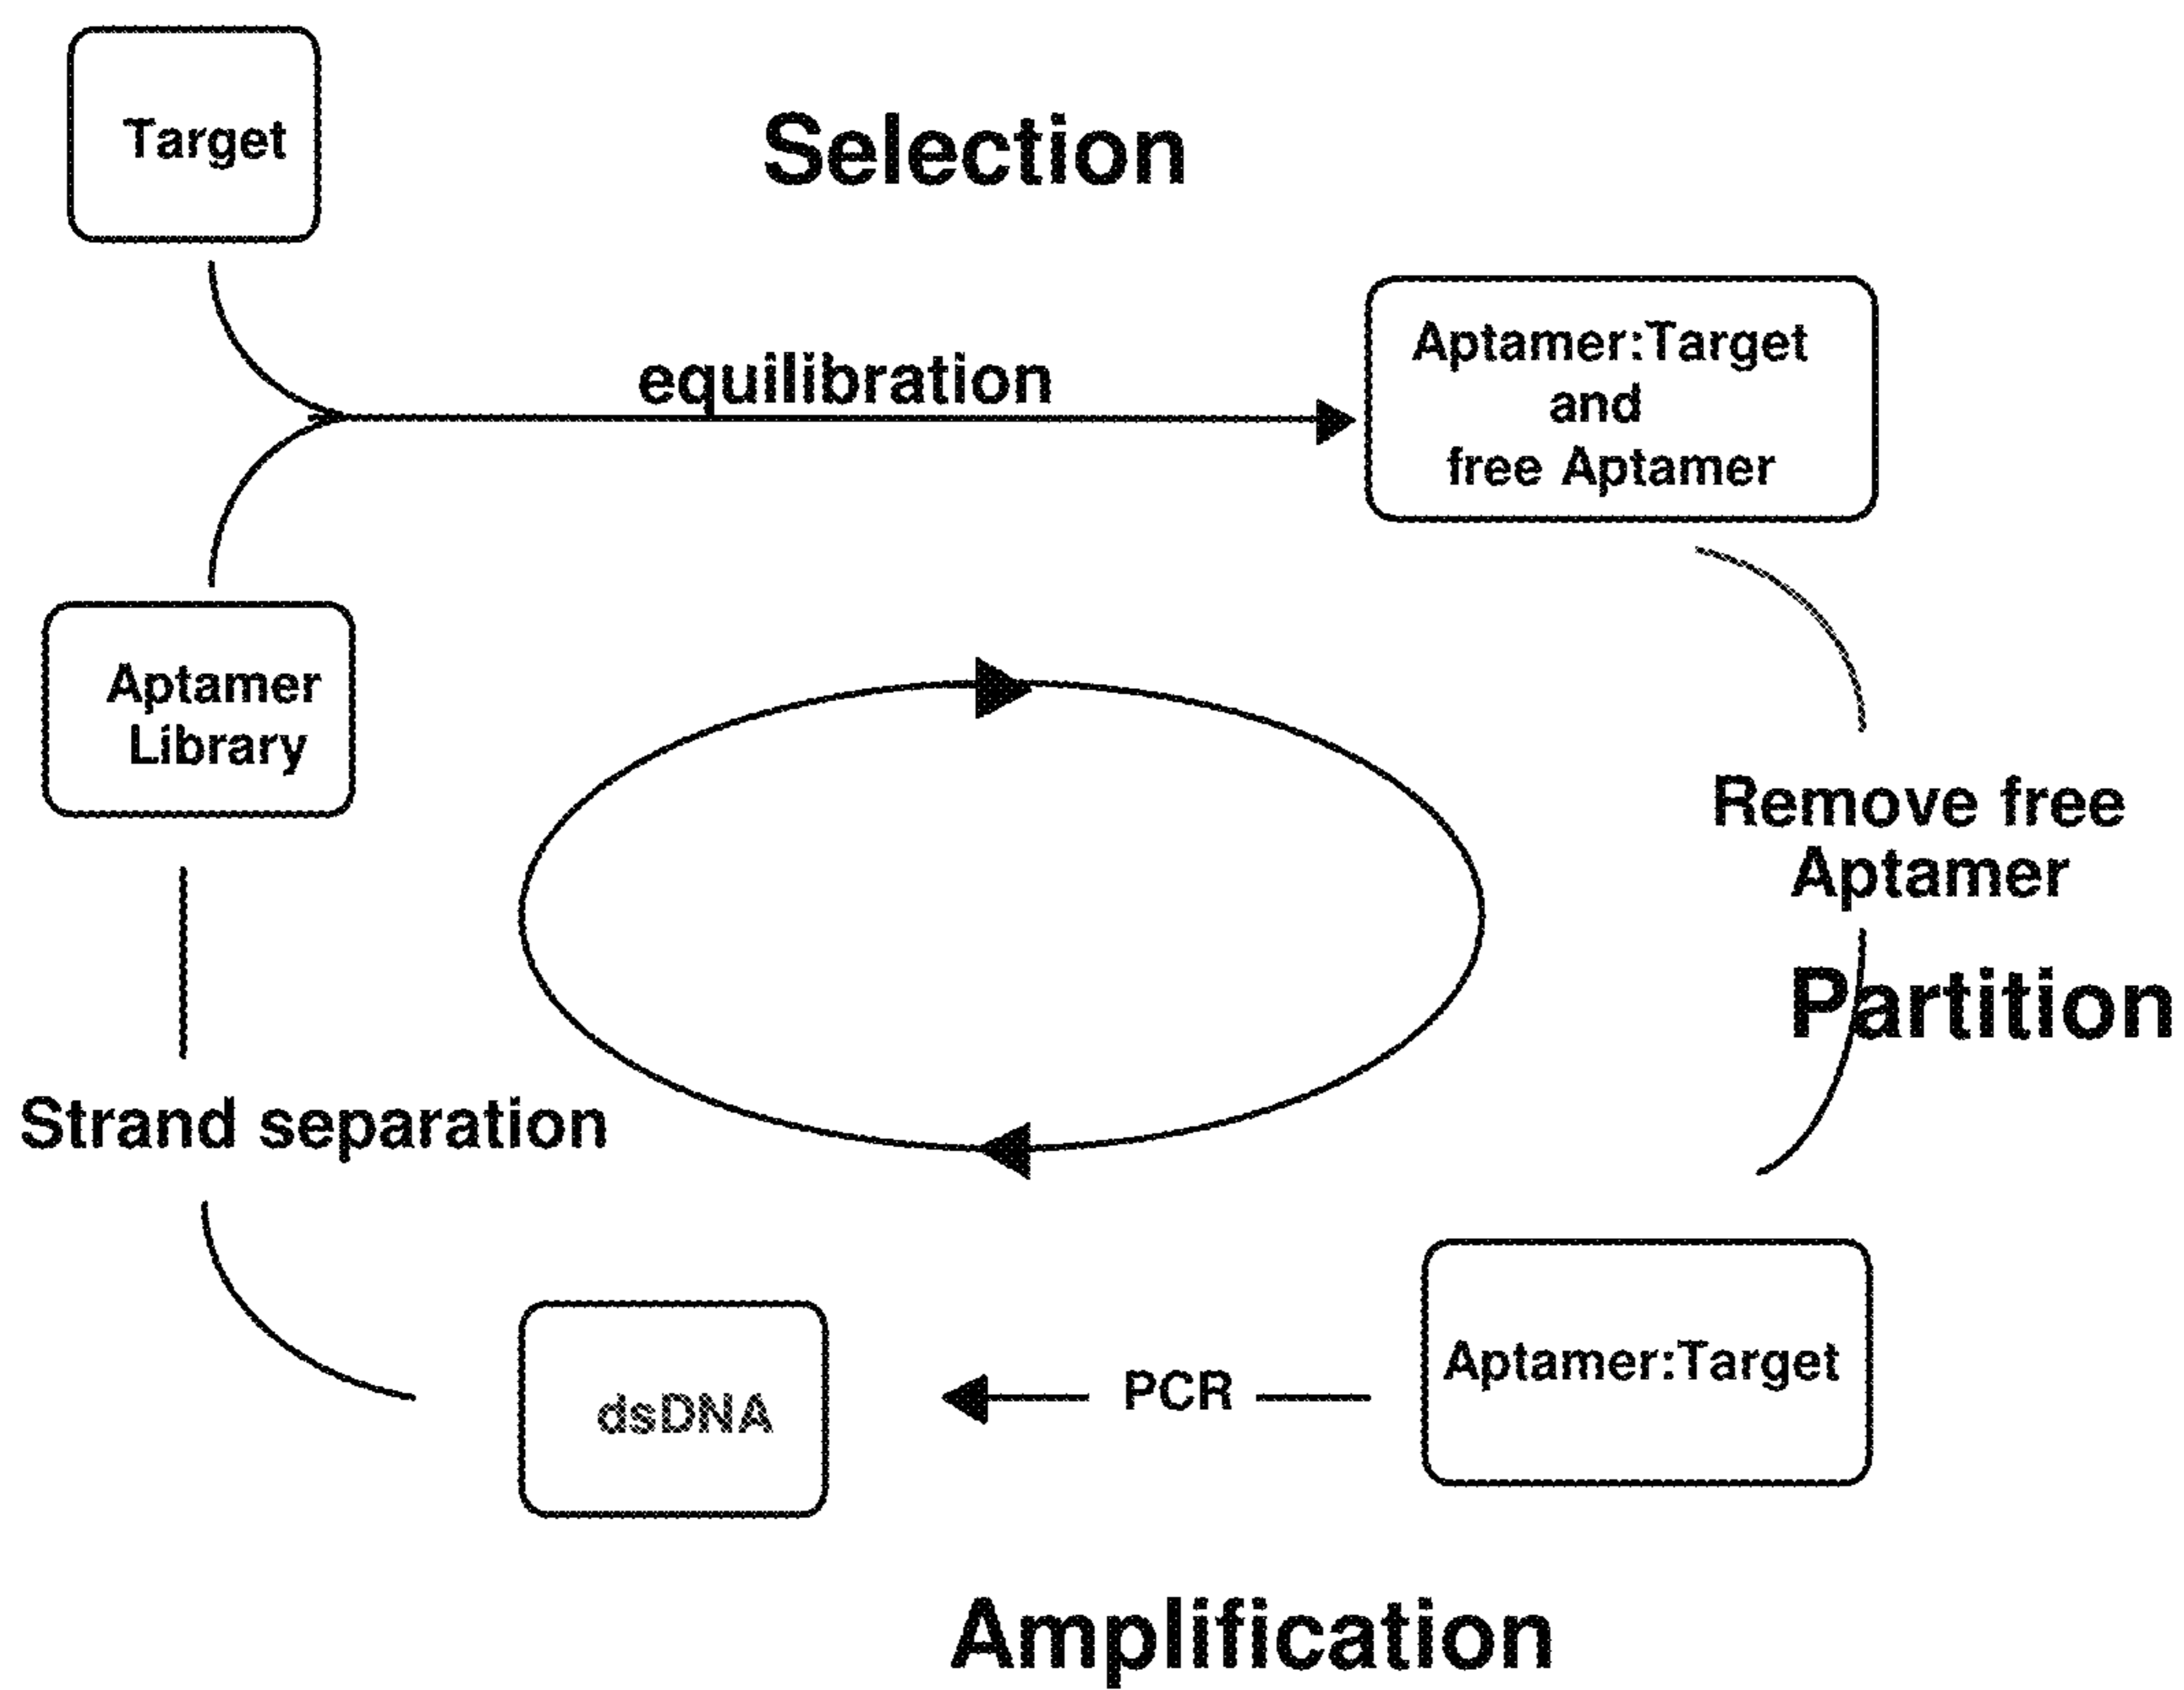 Target
Selection
equilibration
Aptamer:Target
and
free Aptamer
Aptamer
Library
Remove free
Aptamer
Partition
Strand separation
Aptamer:Target
PCR
dsDNA
Amplification